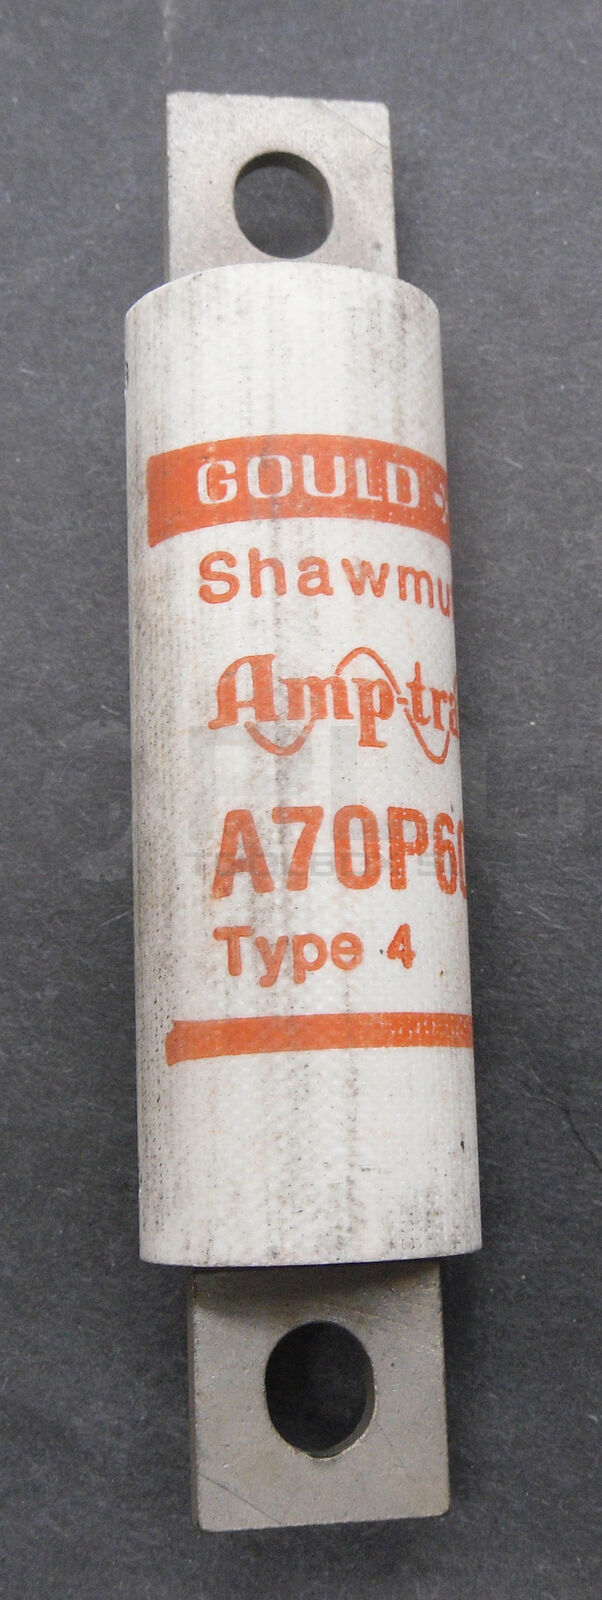 GOULD
Shawmu
Amp-tra
A70P60
Type 4